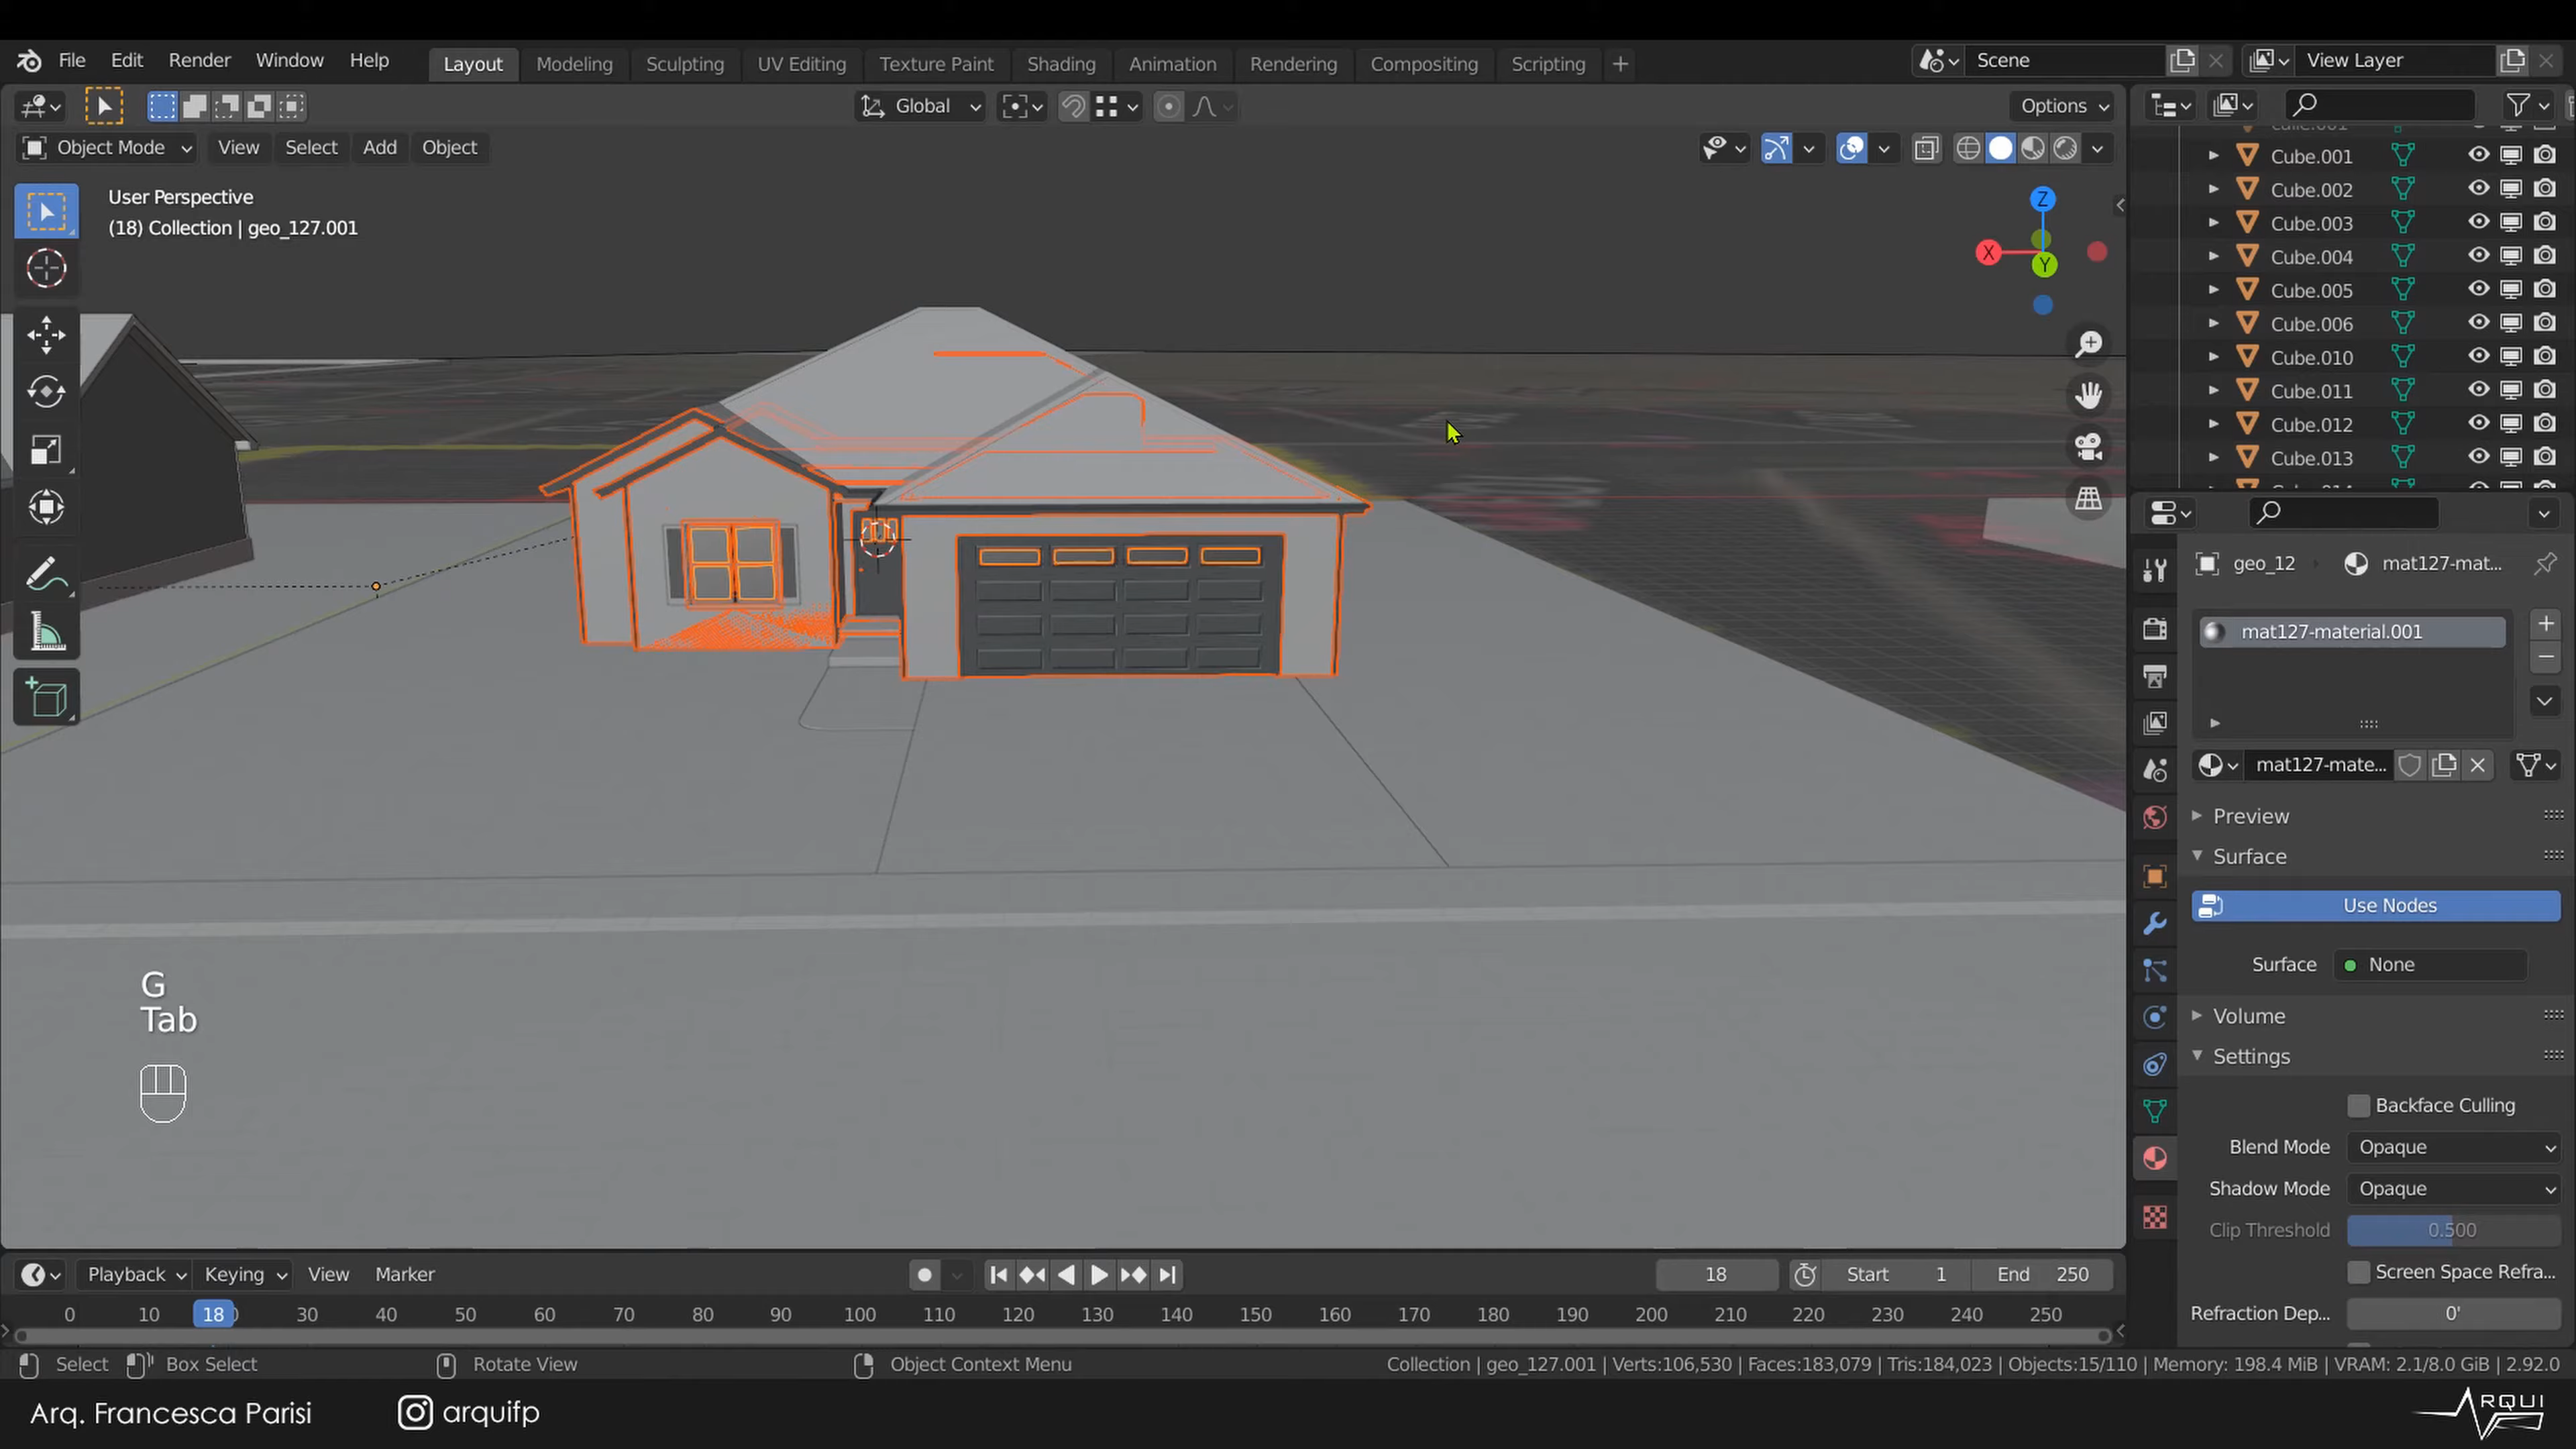 File Edit Render Window Help Layout Modeling Sculpting UV Editing Texture Paint Shading Animation Rendering Compositing Scripting + Scene View Layer
Global Options
Object Mode View Select Add Object
User Perspective
(18) Collection | geo_127.001
Z
X
Y
Cube.001
Cube.002
Cube.003
Cube.004
Cube.005
Cube.006
Cube.010
Cube.011
Cube.012
Cube.013
geo_12 mat127-mat...
mat127-material.001
mat127-mate...
Preview
Surface
Use Nodes
Surface None
Volume
Settings
Backface Culling
Blend Mode Opaque
Shadow Mode Opaque
Clip Threshold 0.500
Screen Space Refra...
Refraction Dep... 0'
G
Tab
Playback Keying View Marker 18 Start 1 End 250
0 10 18 30 40 50 60 70 80 90 100 110 120 130 140 150 160 170 180 190 200 210 220 230 240 250
Select Box Select Rotate View Object Context Menu Collection | geo_127.001 | Verts:106,530 | Faces:183,079 | Tris:184,023 | Objects:15/110 | Memory: 198.4 MiB | VRAM: 2.1/8.0 GiB | 2.92.0
Arq. Francesca Parisi arquifp ARQUI